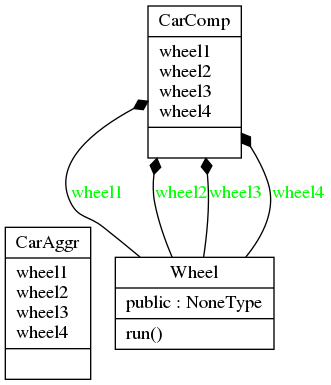 CarComp
wheel1
wheel2
wheel3
wheel4
wheel1
wheel2
wheel3
wheel4
CarAggr
wheel1
wheel2
wheel3
wheel4
Wheel
public : NoneType
run()